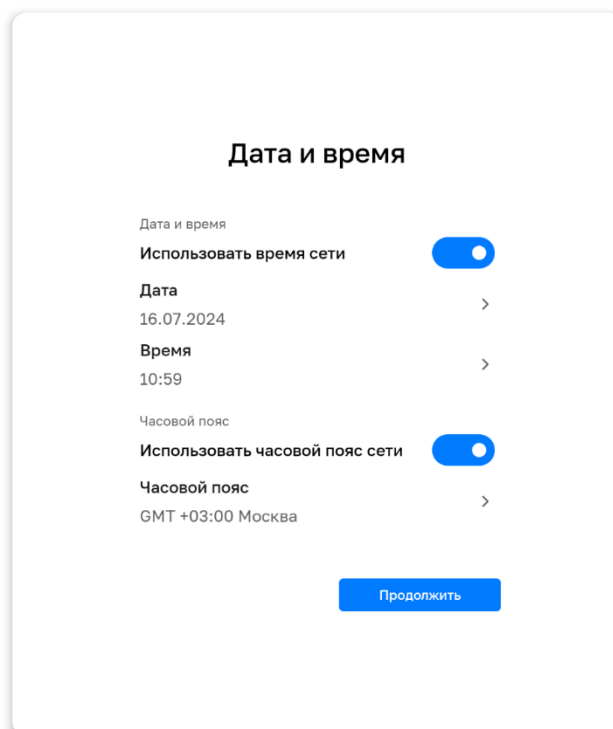 Дата и время
Дата и время
Использовать время сети
Дата
16.07.2024
Время
10:59
Часовой пояс
Использовать часовой пояс сети
Часовой пояс
GMT +03:00 Москва
Продолжить